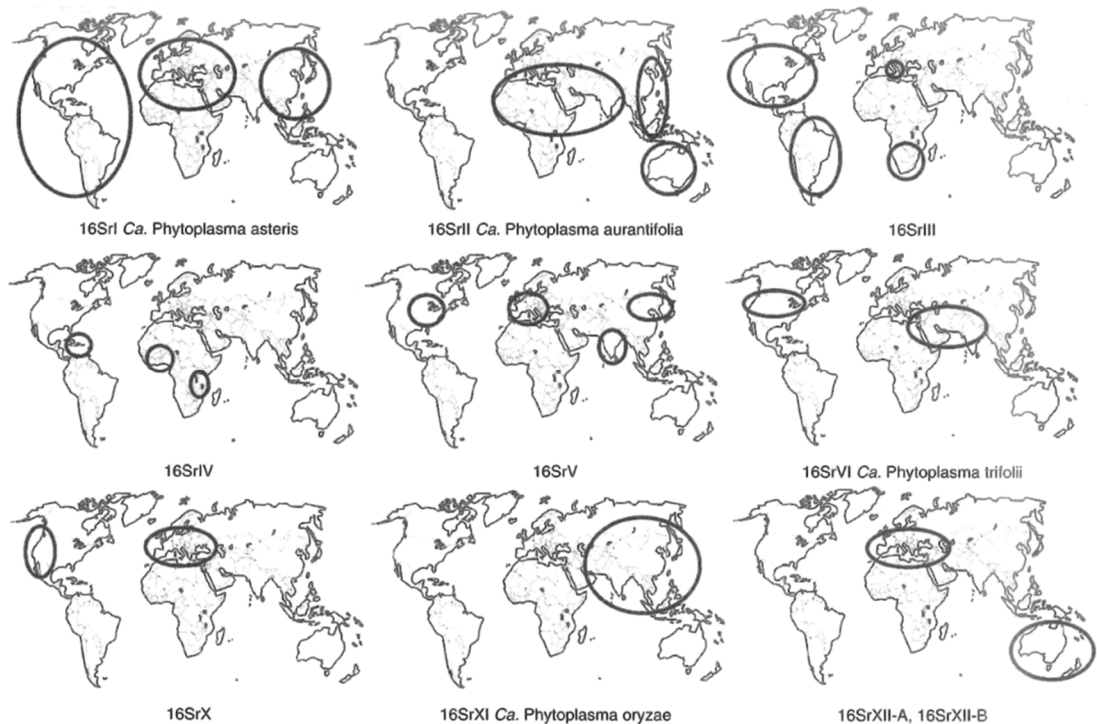 16SrI Ca. Phytoplasma asteris
16SrII Ca. Phytoplasma aurantifolia
16SrIII
16SrIV
16SrV
16SrVI Ca. Phytoplasma trifolii
16SrX
16SrXI Ca. Phytoplasma oryzae
16SrXII-A, 16SrXII-B